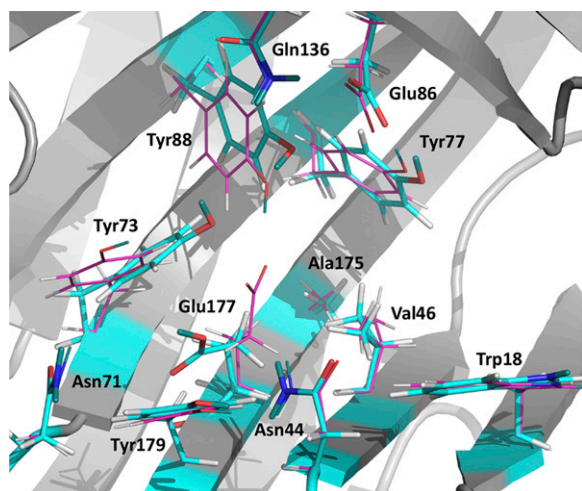 Gln136
Glu86
Tyr88
Tyr77
Tyr73
Ala175
Glu177
Val46
Trp18
Asn71
Asn44
Tyr179